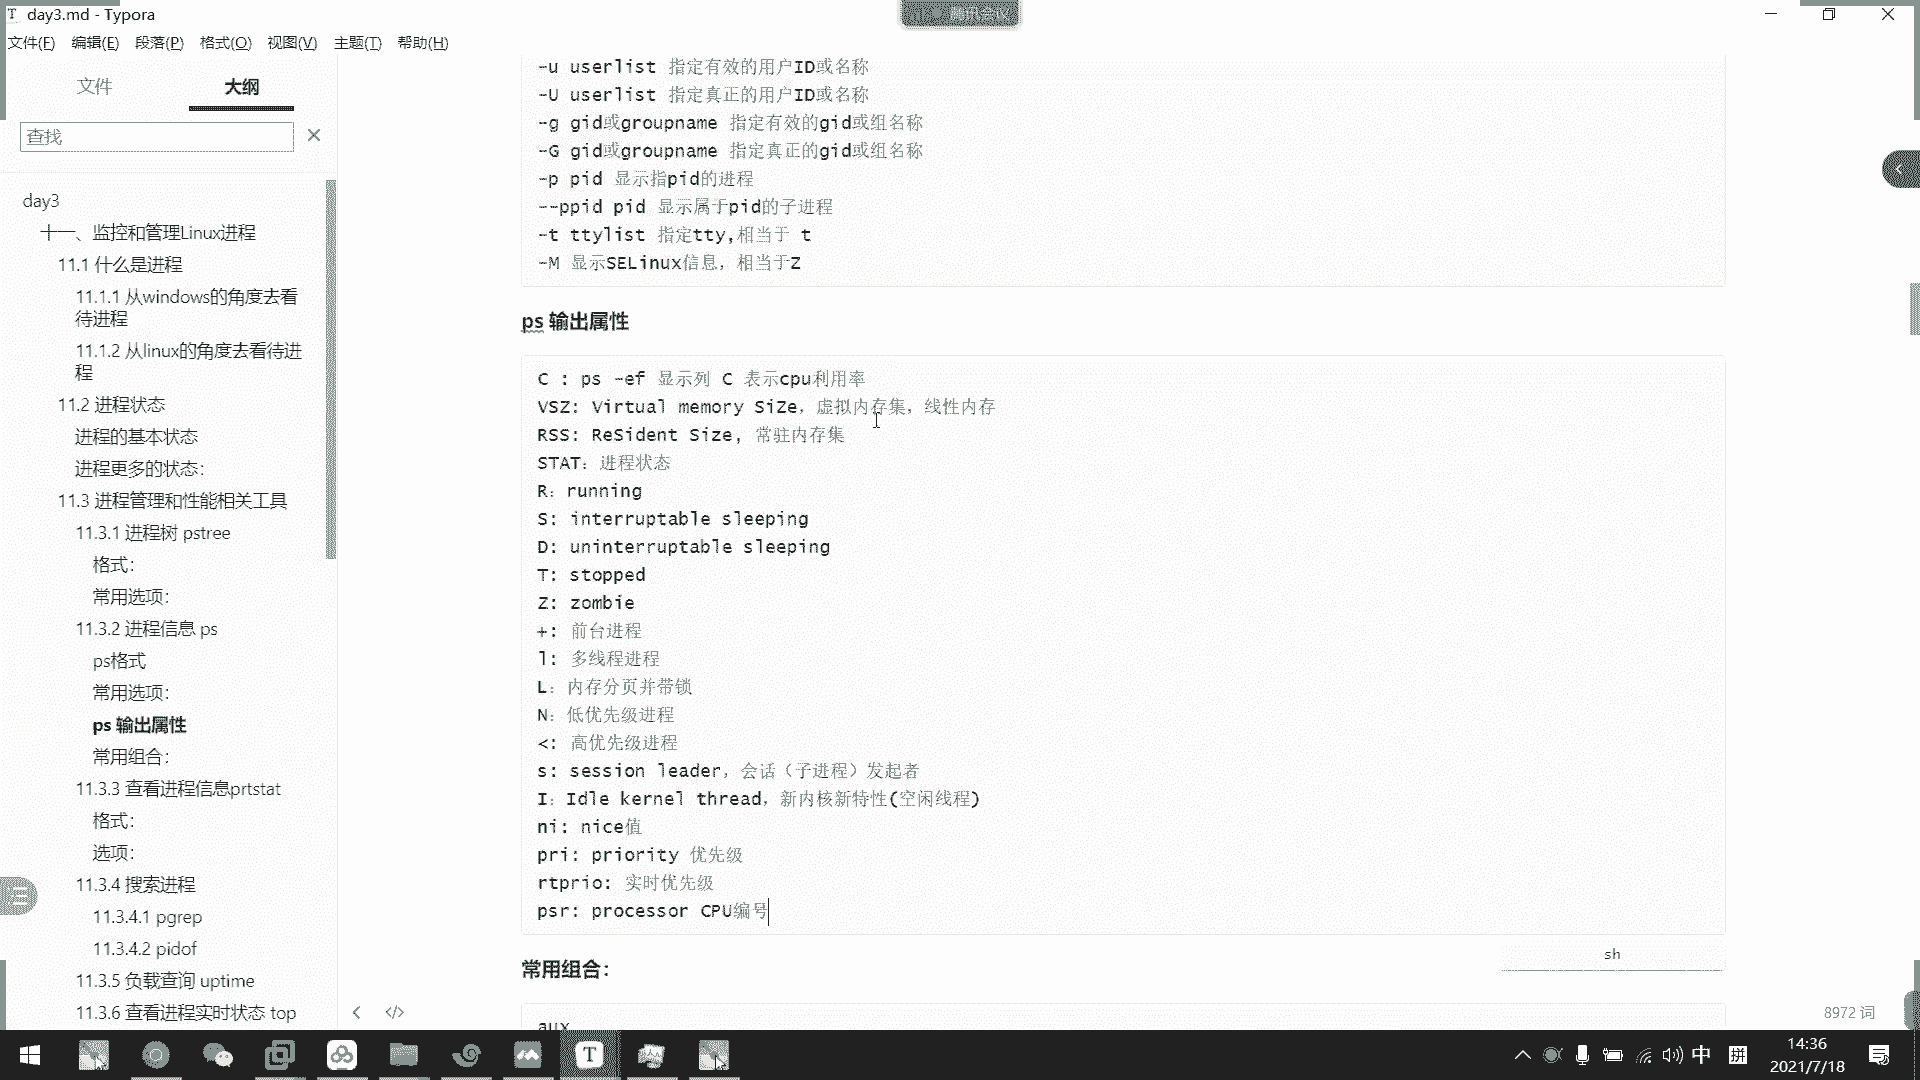 day3.md - Typora
腾讯会议
文件(F) 编辑(E) 段落(P) 格式(O) 视图(V) 主题(T) 帮助(H)
文件 大纲
查找
day3
十一、监控和管理Linux进程
11.1 什么是进程
11.1.1 从windows的角度去看
待进程
11.1.2 从linux的角度去看待进
程
11.2 进程状态
进程的基本状态
进程更多的状态:
11.3 进程管理和性能相关工具
11.3.1 进程树 pstree
格式:
常用选项:
11.3.2 进程信息 ps
ps格式
常用选项:
ps 输出属性
常用组合:
11.3.3 查看进程信息prtstat
格式:
选项:
11.3.4 搜索进程
11.3.4.1 pgrep
11.3.4.2 pidof
11.3.5 负载查询 uptime
11.3.6 查看进程实时状态 top
-u userlist 指定有效的用户ID或名称
-U userlist 指定真正的用户ID或名称
-g gid或groupname 指定有效的gid或组名称
-G gid或groupname 指定真正的gid或组名称
-p pid 显示指pid的进程
--ppid pid 显示属于pid的子进程
-t ttylist 指定tty,相当于 t
-M 显示SELinux信息，相当于Z
ps 输出属性
C : ps -ef 显示列 C 表示cpu利用率
VSZ: Virtual memory SiZe，虚拟内存集，线性内存
RSS: ReSident Size, 常驻内存集
STAT：进程状态
R：running
S: interruptable sleeping
D: uninterruptable sleeping
T: stopped
Z: zombie
+: 前台进程
l: 多线程进程
L：内存分页并带锁
N：低优先级进程
<: 高优先级进程
s: session leader，会话（子进程）发起者
I：Idle kernel thread，新内核新特性(空闲线程)
ni: nice值
pri: priority 优先级
rtprio: 实时优先级
psr: processor CPU编号
sh
常用组合：
aux
8972 词
中 拼
14:36
2021/7/18